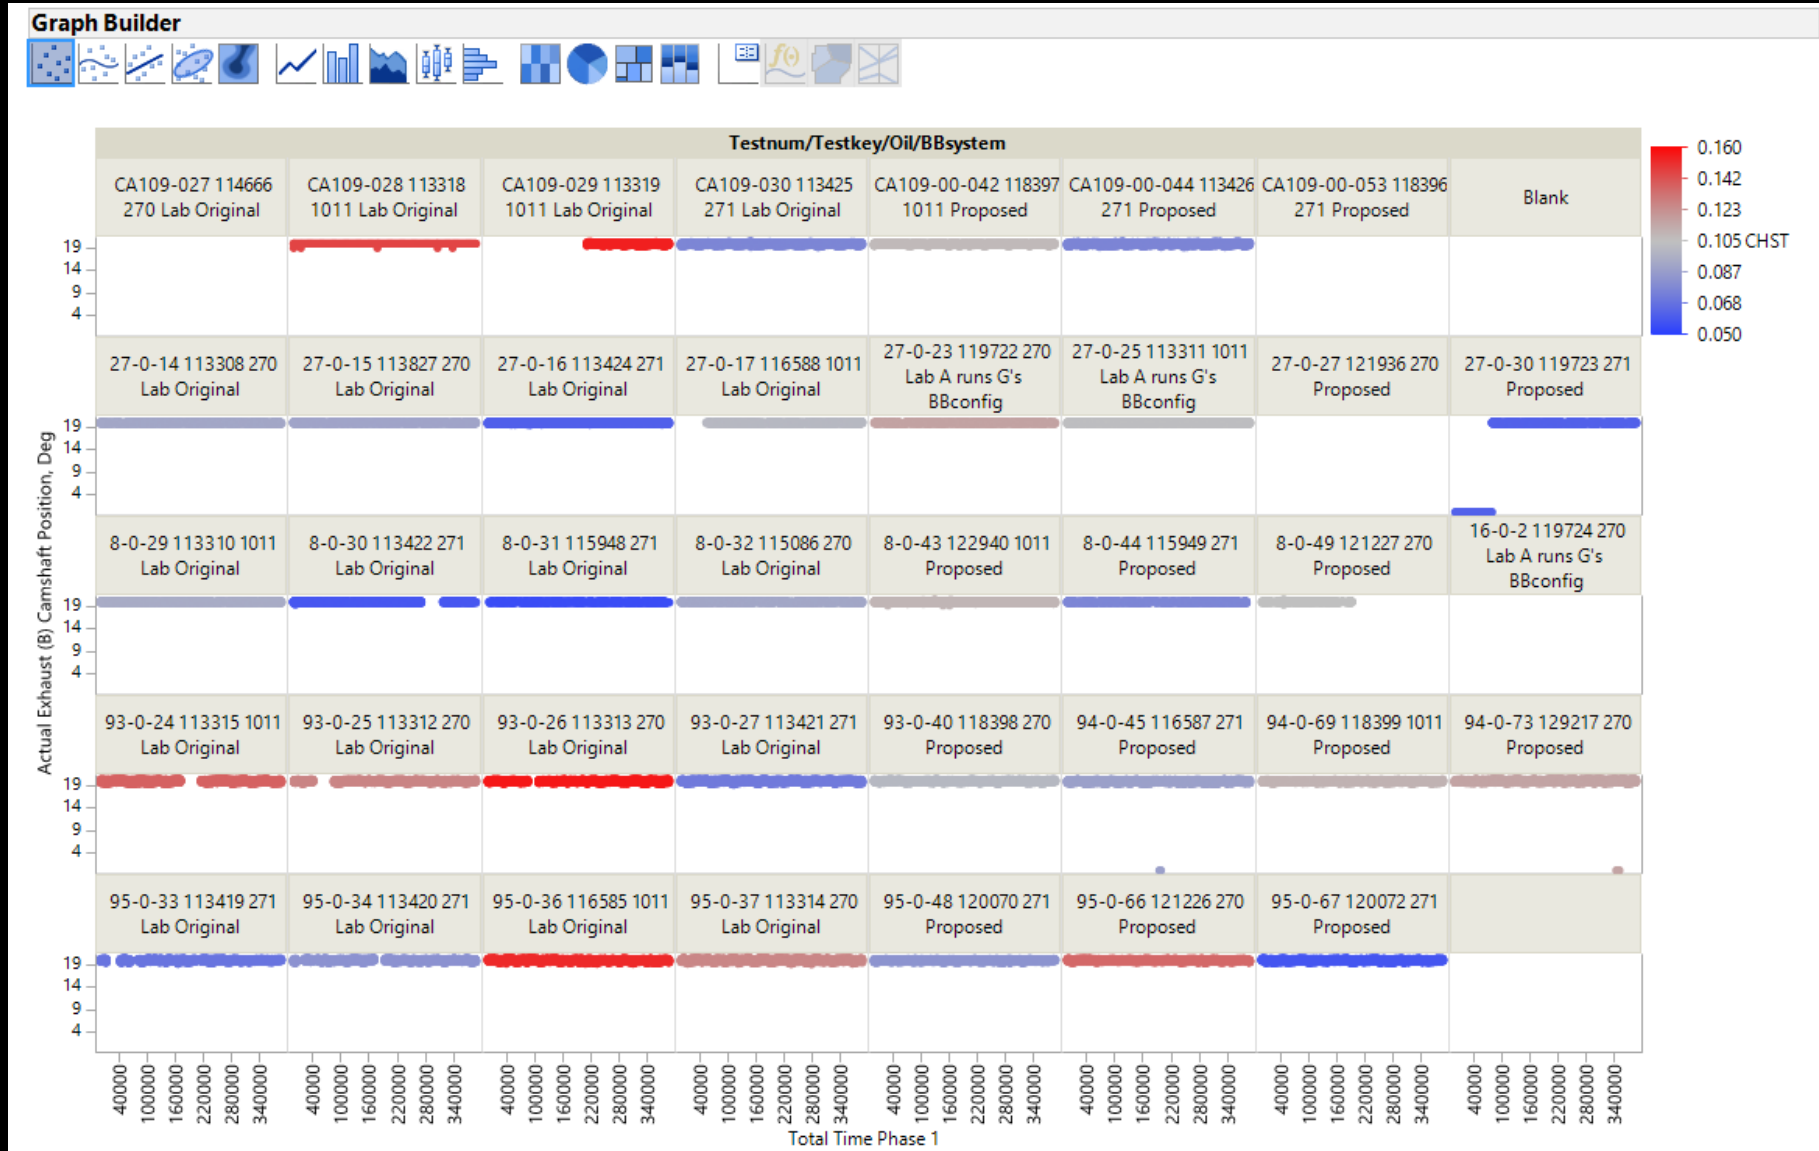 Graph Builder
Testnum/Testkey/Oil/BBsystem
CA109-027 114666
270 Lab Original
CA109-028 113318
1011 Lab Original
CA109-029 113319
1011 Lab Original
CA109-030 113425
271 Lab Original
CA109-00-042 118397
1011 Proposed
CA109-00-044 113426
271 Proposed
CA109-00-053 118396
271 Proposed
Blank
19
14
9
4
27-0-14 113308 270
Lab Original
27-0-15 113827 270
Lab Original
27-0-16 113424 271
Lab Original
27-0-17 116588 1011
Lab Original
27-0-23 119722 270
Lab A runs G's
BBconfig
27-0-25 113311 1011
Lab A runs G's
BBconfig
27-0-27 121936 270
Proposed
27-0-30 119723 271
Proposed
19
14
9
4
8-0-29 113310 1011
Lab Original
8-0-30 113422 271
Lab Original
8-0-31 115948 271
Lab Original
8-0-32 115086 270
Lab Original
8-0-43 122940 1011
Proposed
8-0-44 115949 271
Proposed
8-0-49 121227 270
Proposed
16-0-2 119724 270
Lab A runs G's
BBconfig
19
14
9
4
93-0-24 113315 1011
Lab Original
93-0-25 113312 270
Lab Original
93-0-26 113313 270
Lab Original
93-0-27 113421 271
Lab Original
93-0-40 118398 270
Proposed
94-0-45 116587 271
Proposed
94-0-69 118399 1011
Proposed
94-0-73 129217 270
Proposed
19
14
9
4
95-0-33 113419 271
Lab Original
95-0-34 113420 271
Lab Original
95-0-36 116585 1011
Lab Original
95-0-37 113314 270
Lab Original
95-0-48 120070 271
Proposed
95-0-66 121226 270
Proposed
95-0-67 120072 271
Proposed
19
14
9
4
Actual Exhaust (B) Camshaft Position, Deg
40000 100000 160000 220000 280000 340000 40000 100000 160000 220000 280000 340000 40000 100000 160000 220000 280000 340000 40000 100000 160000 220000 280000 340000 40000 100000 160000 220000 280000 340000 40000 100000 160000 220000 280000 340000 40000 100000 160000 220000 280000 340000 40000 100000 160000 220000 280000 340000
Total Time Phase 1
0.160
0.142
0.123
0.105 CHST
0.087
0.068
0.050